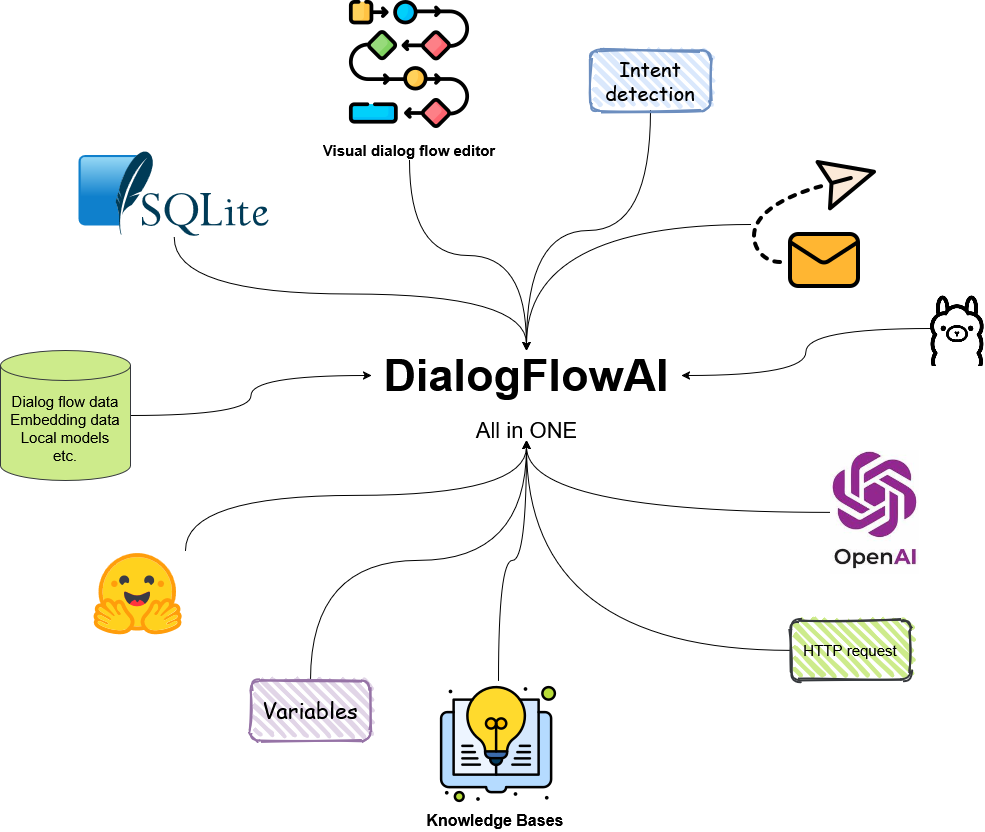 Visual dialog flow editor
Intent
detection
SQLite
DialogFlowAI
All in ONE
Dialog flow data
Embedding data
Local models
etc.
OpenAI
HTTP request
Variables
Knowledge Bases